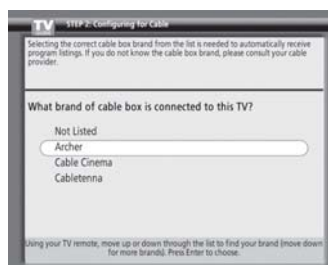 TV STEP 2: Configuring for Cable
Selecting the correct cable box brand from the list is needed to automatically receive
program listings. If you do not know the cable box brand, please consult your cable
provider.
What brand of cable box is connected to this TV?
Not Listed
Archer
Cable Cinema
Cabletenna
Using your TV remote, move up or down through the list to find your brand (move down
for more brands). Press Enter to choose.